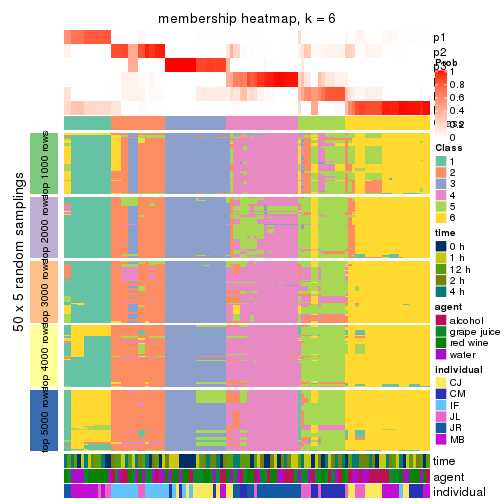 membership heatmap, k = 6
p1
p2
p3
Prob
1
0.8
0.6
0.4
0.2
0
Class
1
2
3
4
5
6
time
0 h
1 h
12 h
2 h
4 h
agent
alcohol
grape juice
red wine
water
individual
CJ
CM
IF
JL
JR
MB
50 x 5 random samplings
top 1000 rows
top 2000 rows
top 3000 rows
top 4000 rows
top 5000 rows
time
agent
individual